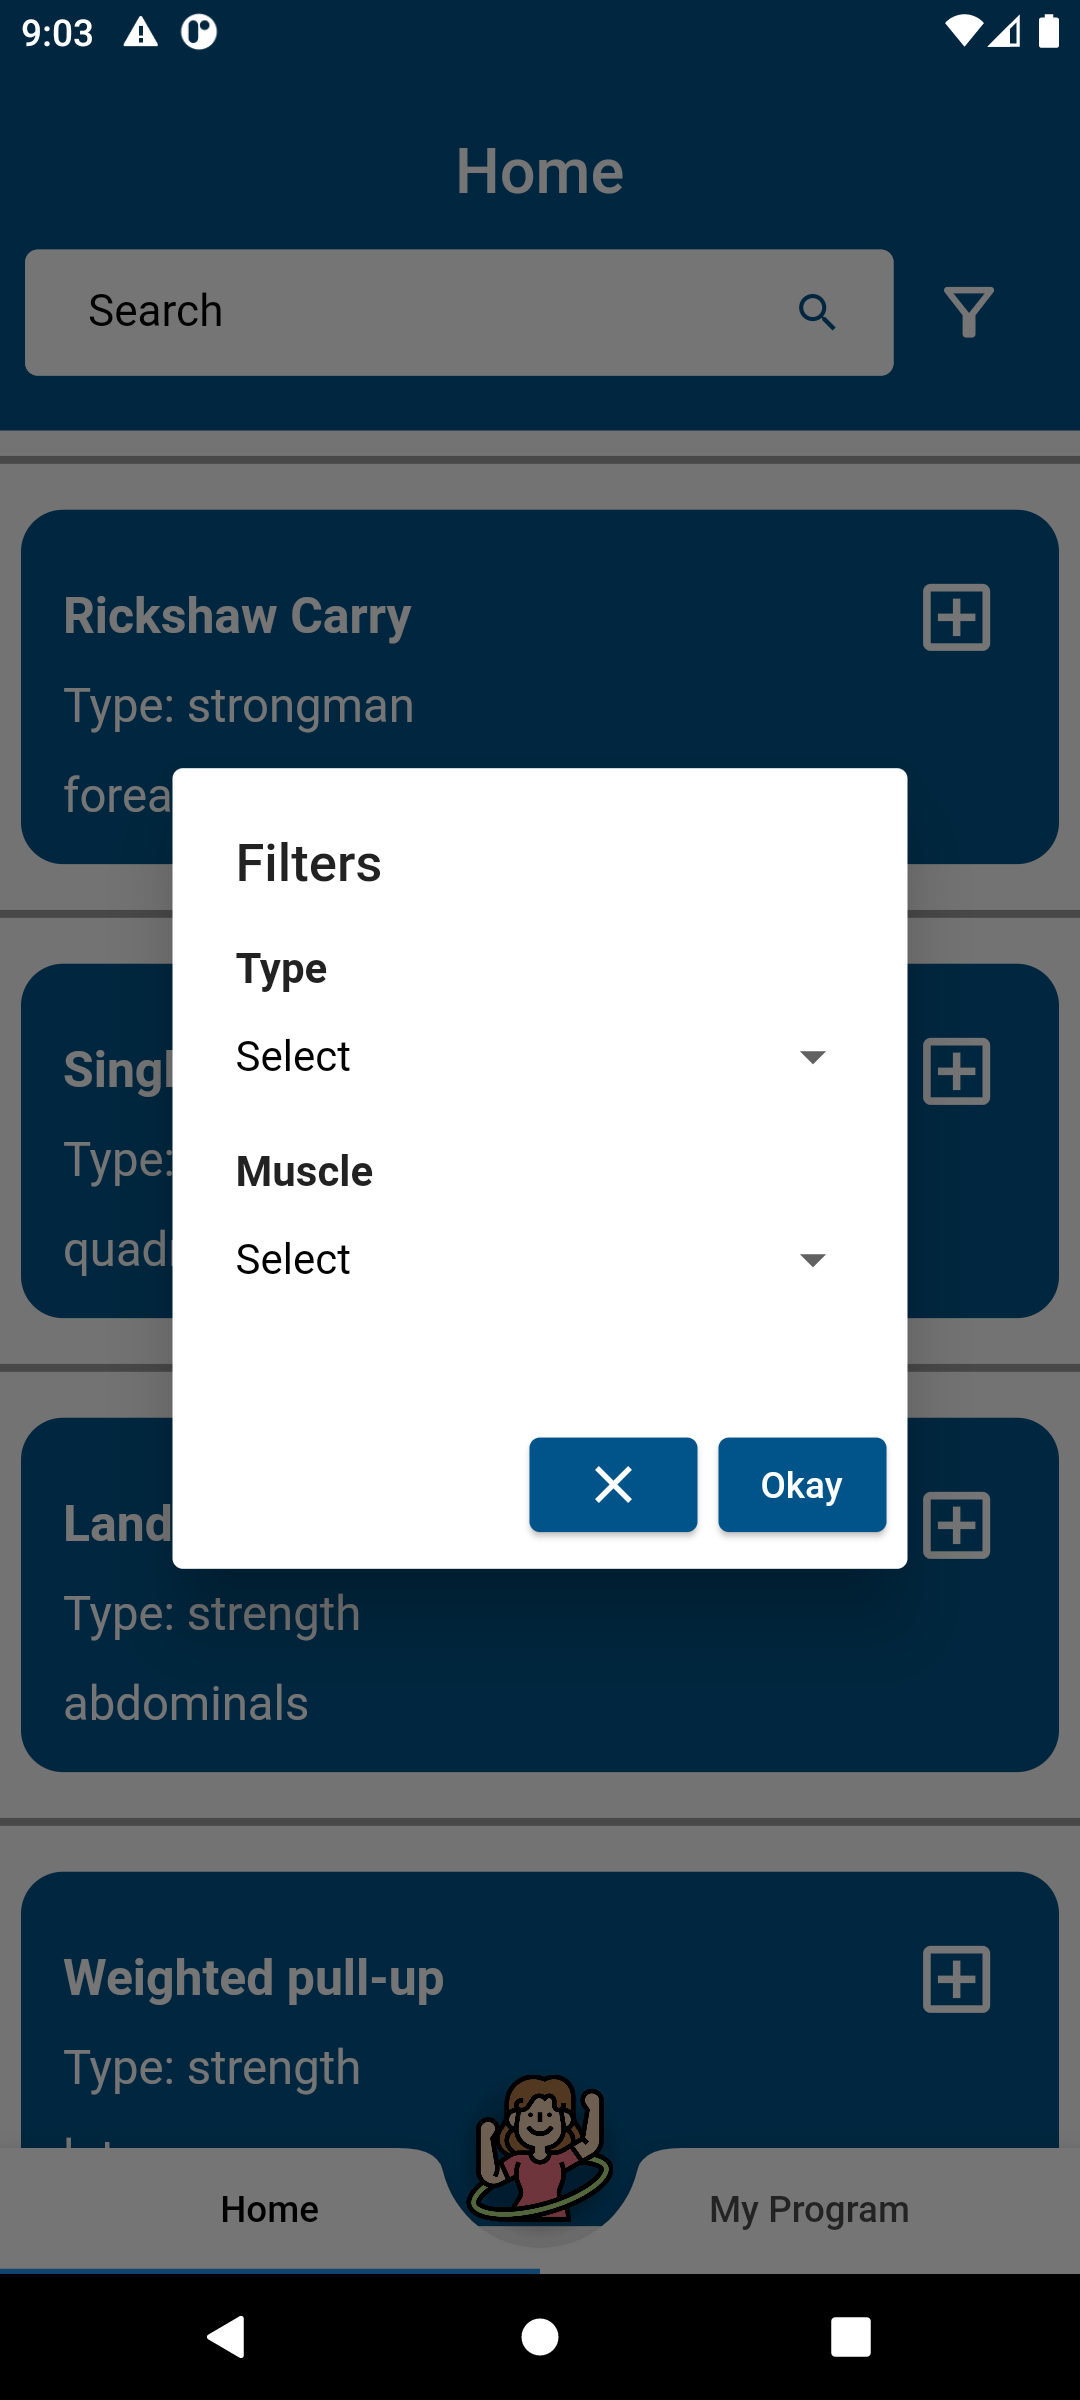 9:03
Home
Search
Rickshaw Carry
Type: strongman
forea
Filters
Type
Select
Singl
Type:
Muscle
quad
Select
Okay
Land
Type: strength
abdominals
Weighted pull-up
Type: strength
Home
My Program